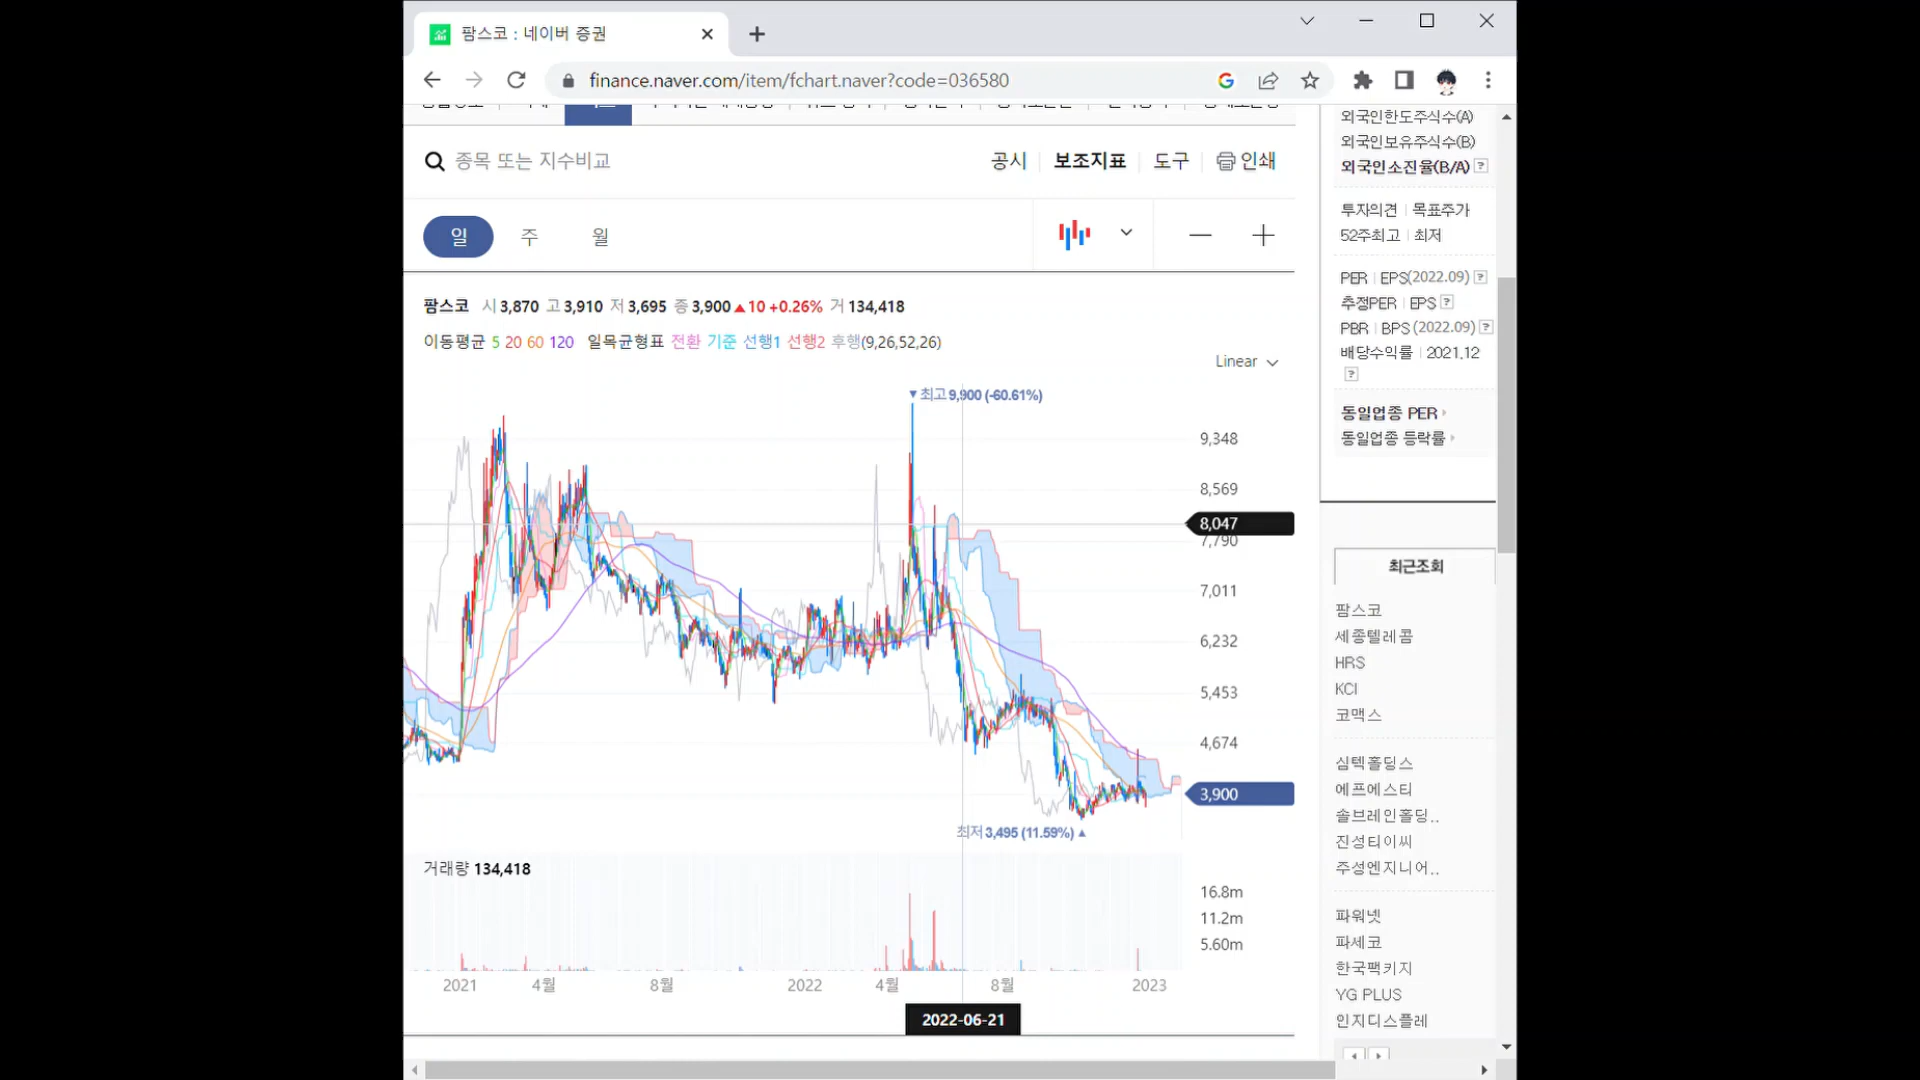 팜스코 : 네이버 증권
finance.naver.com/item/fchart.naver?code=036580
종목 또는 지수비교
공시 보조지표 도구 인쇄
일 주 월
팜스코 시 3,870 고 3,910 저 3,695 종 3,900 ▲10 +0.26% 거 134,418
이동평균 5 20 60 120 일목균형표 전환 기준 선행1 선행2 후행(9,26,52,26)
Linear
▼최고 9,900 (-60.61%)
9,348
8,569
8,047
7,790
7,011
6,232
5,453
4,674
3,900
최저 3,495 (11.59%) ▲
거래량 134,418
16.8m
11.2m
5.60m
2021 4월 8월 2022 4월 8월 2023
2022-06-21
외국인한도주식수(A)
외국인보유주식수(B)
외국인소진율(B/A) ?
투자의견 | 목표주가
52주최고 | 최저
PER | EPS(2022.09) ?
추정PER | EPS ?
PBR | BPS (2022.09) ?
배당수익률 | 2021.12
?
동일업종 PER
동일업종 등락률
최근조회
팜스코
세종텔레콤
HRS
KCI
코맥스
심텍홀딩스
에프에스티
솔브레인홀딩..
진성티이씨
주성엔지니어..
파워넷
파세코
한국팩키지
YG PLUS
인지디스플레